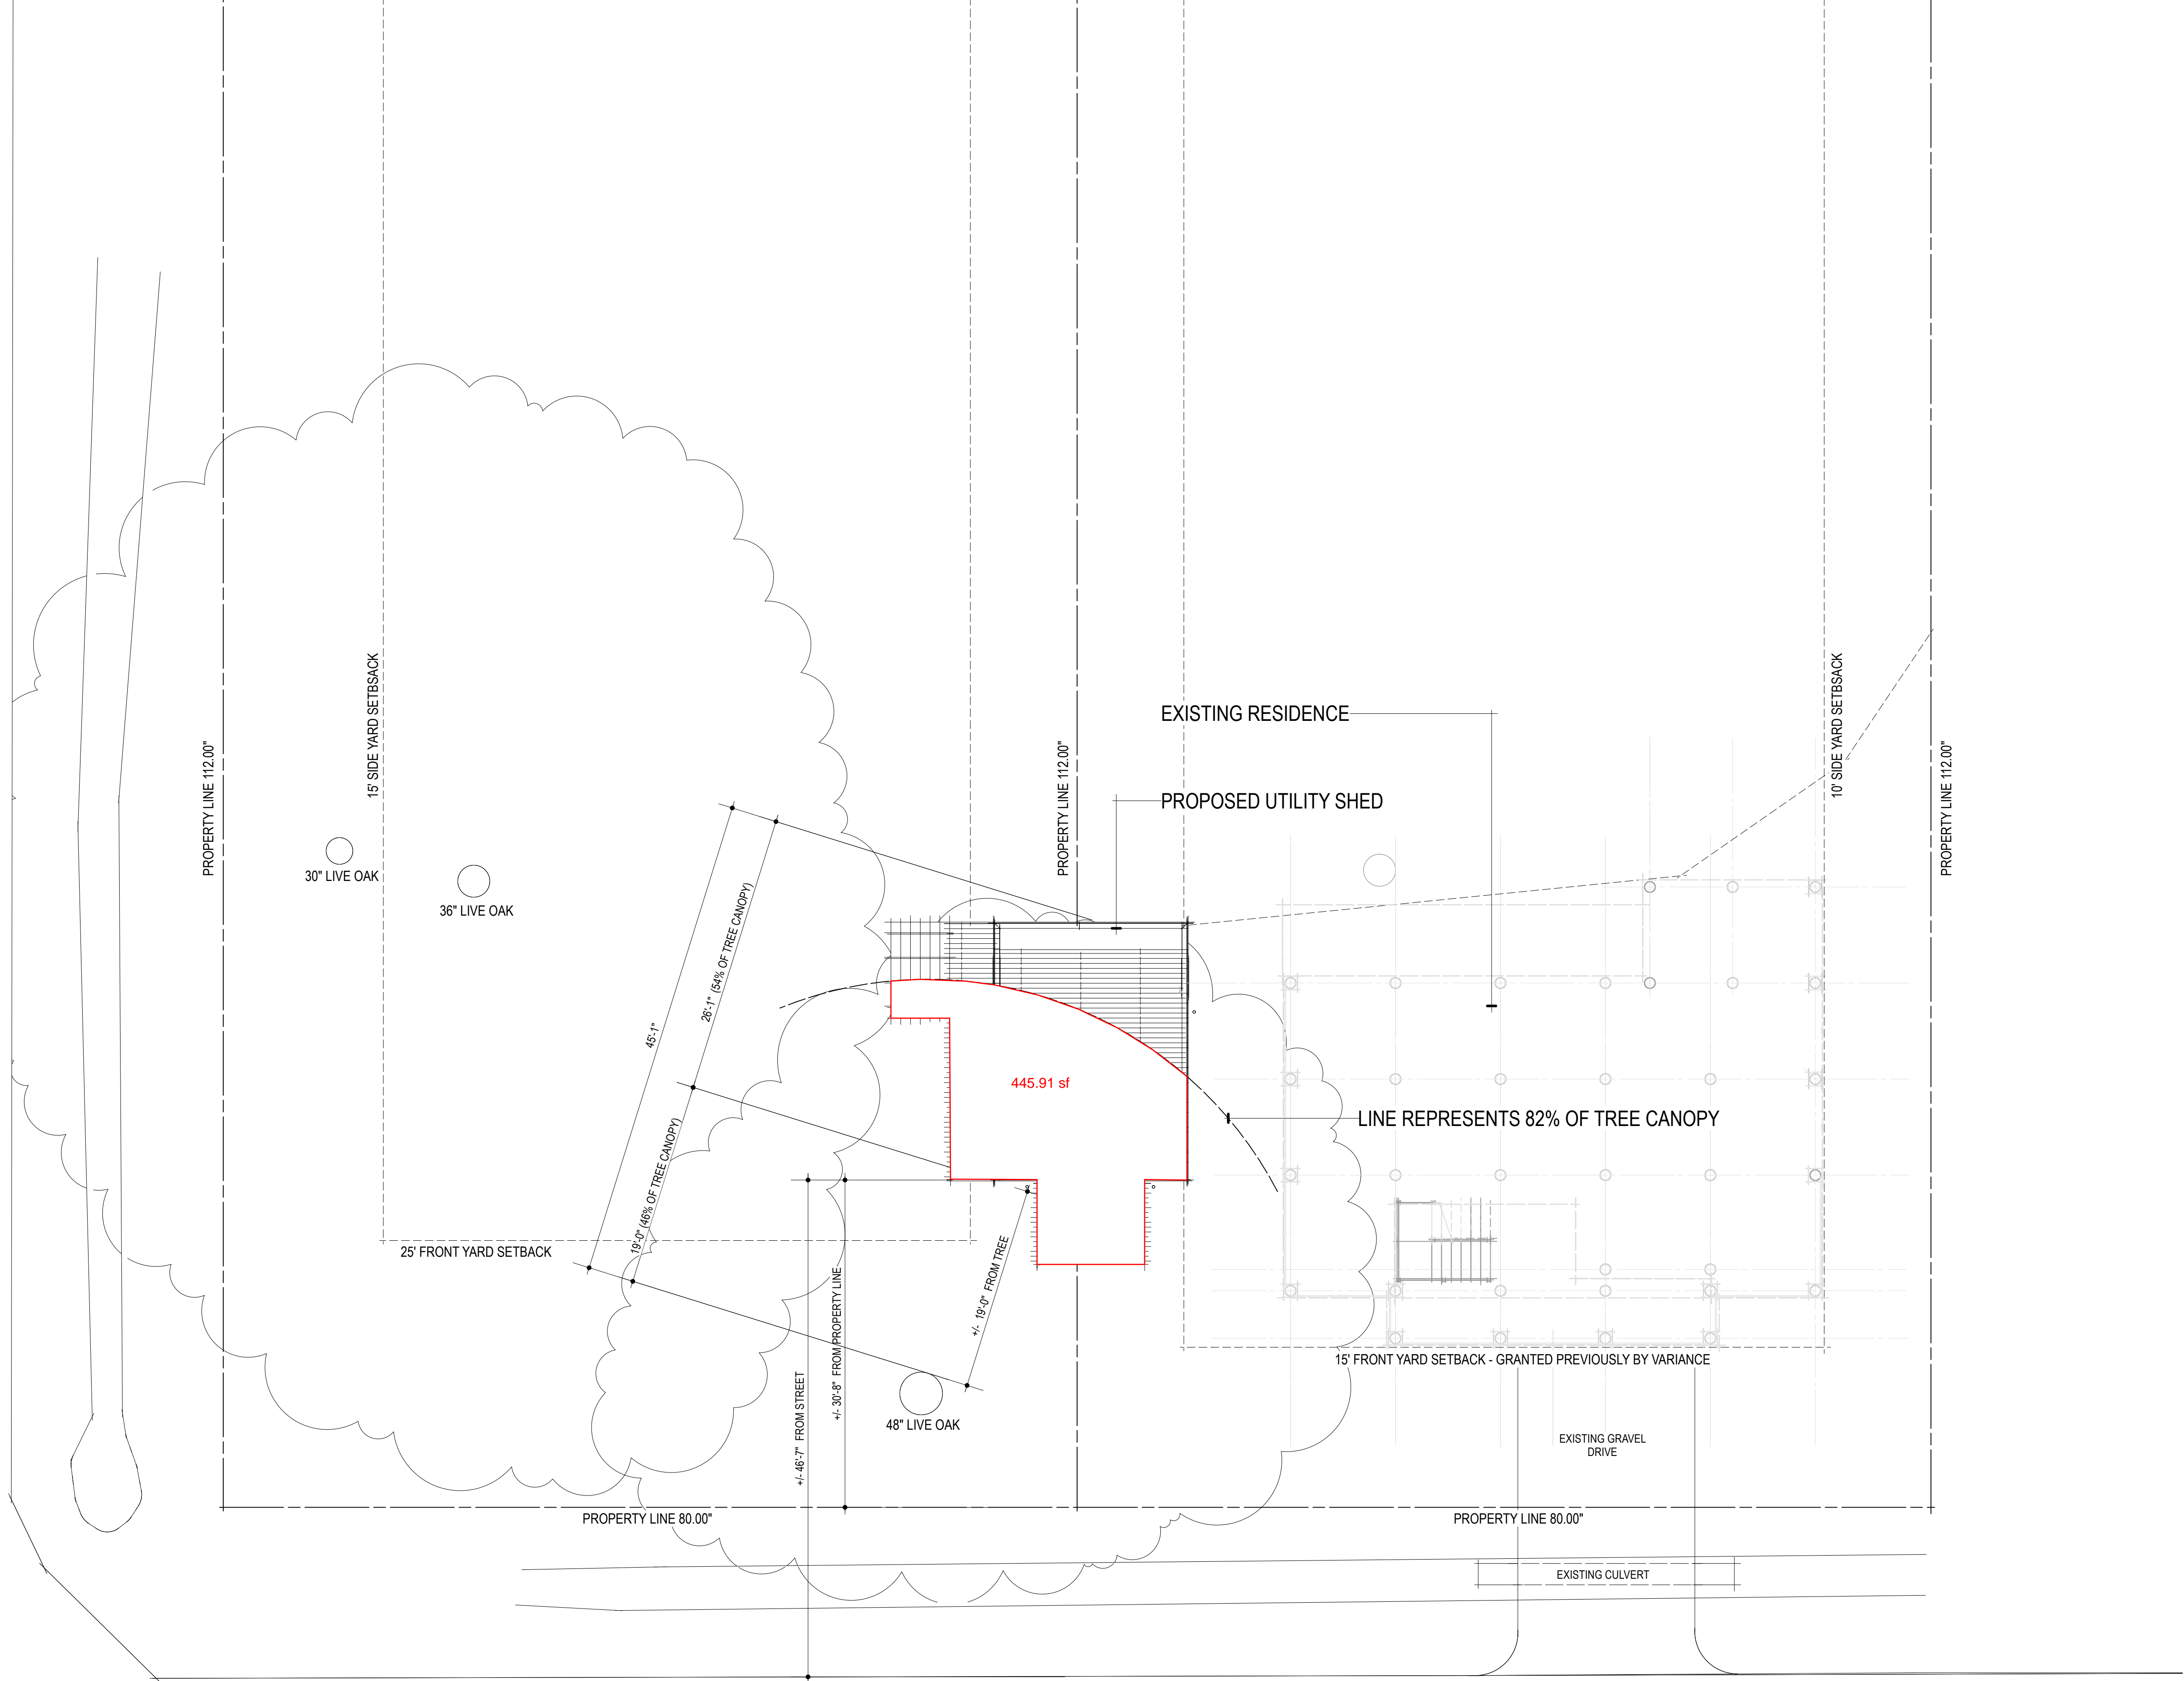 15' SIDE YARD SETBSACK
10' SIDE YARD SETBSACK
EXISTING RESIDENCE
PROPERTY LINE 112.00"
PROPERTY LINE 112.00"
PROPERTY LINE 112.00"
PROPOSED UTILITY SHED
30" LIVE OAK
36" LIVE OAK
26'-1" (54% OF TREE CANOPY)
45'-1"
445.91 sf
LINE REPRESENTS 82% OF TREE CANOPY
19'-0" (46% OF TREE CANOPY)
25' FRONT YARD SETBACK
+/- 19'-0" FROM TREE
+/- 30'-8" FROM PROPERTY LINE
15' FRONT YARD SETBACK - GRANTED PREVIOUSLY BY VARIANCE
+/- 46'-7" FROM STREET
48" LIVE OAK
EXISTING GRAVEL
DRIVE
PROPERTY LINE 80.00"
PROPERTY LINE 80.00"
EXISTING CULVERT